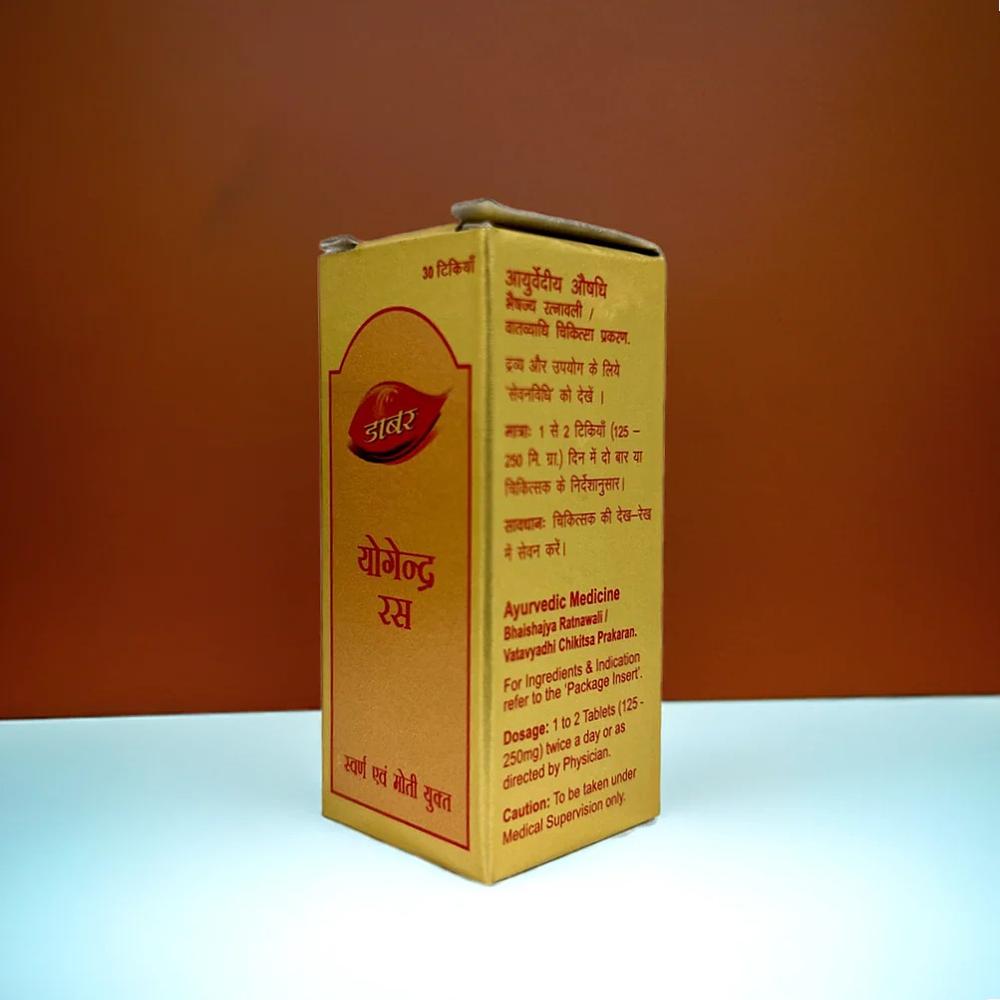 30 टिकियाँ
डाबर
योगेन्द्र
रस
स्वर्ण एवं मोती युक्त
आयुर्वेदीय औषधि
भैषज्य रत्नावली /
वातव्याधि चिकित्सा प्रकरण.
द्रव्य और उपयोग के लिये
'सेवनविधि' को देखें ।
मात्राः 1 से 2 टिकियाँ (125 –
250 मि. ग्रा.) दिन में दो बार या
चिकित्सक के निर्देशानुसार।
सावधानः चिकित्सक की देख–रेख
में सेवन करें।
Ayurvedic Medicine
Bhaishajya Ratnawali /
Vatavyadhi Chikitsa Prakaran.
For Ingredients & Indication
refer to the 'Package Insert'.
Dosage: 1 to 2 Tablets (125 -
250mg) twice a day or as
directed by Physician.
Caution: To be taken under
Medical Supervision only.